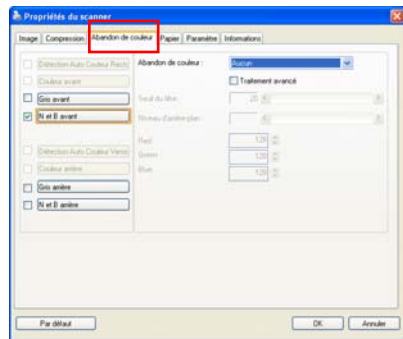 Propriétés du scanner
Image Compression Abandon de couleur Papier Paramètre Informations
Détection Auto Couleur Recto
Abandon de couleur : Aucun
Couleur avant
Traitement avancé
Gris avant
Seuil du filtre 20
N et B avant
Niveau d'arrière-plan
Red 128
Détection Auto Couleur Verso
Green 128
Couleur arrière
Blue 128
Gris arrière
N et B arrière
Par défaut OK Annuler